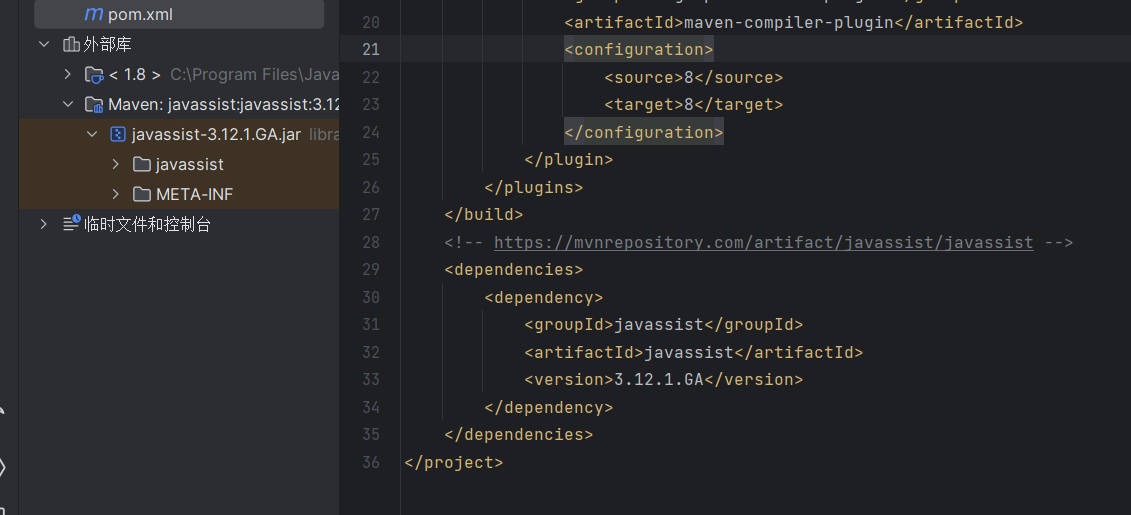 pom.xml
外部库
< 1.8 > C:\Program Files\Java
Maven: javassist:javassist:3.12
javassist-3.12.1.GA.jar libra
javassist
META-INF
临时文件和控制台
20 <artifactId>maven-compiler-plugin</artifactId>
21 <configuration>
22 <source>8</source>
23 <target>8</target>
24 </configuration>
25 </plugin>
26 </plugins>
27 </build>
28 <!-- https://mvnrepository.com/artifact/javassist/javassist -->
29 <dependencies>
30 <dependency>
31 <groupId>javassist</groupId>
32 <artifactId>javassist</artifactId>
33 <version>3.12.1.GA</version>
34 </dependency>
35 </dependencies>
36 </project>